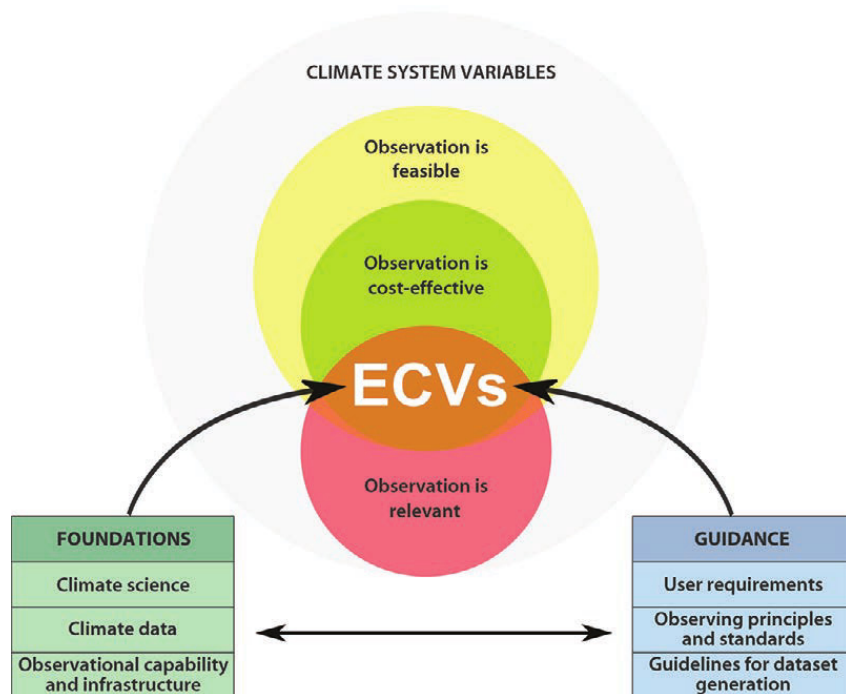 CLIMATE SYSTEM VARIABLES
Observation is
feasible
Observation is
cost-effective
ECVs
Observation is
relevant
FOUNDATIONS
Climate science
Climate data
Observational capability
and infrastructure
GUIDANCE
User requirements
Observing principles
and standards
Guidelines for dataset
generation